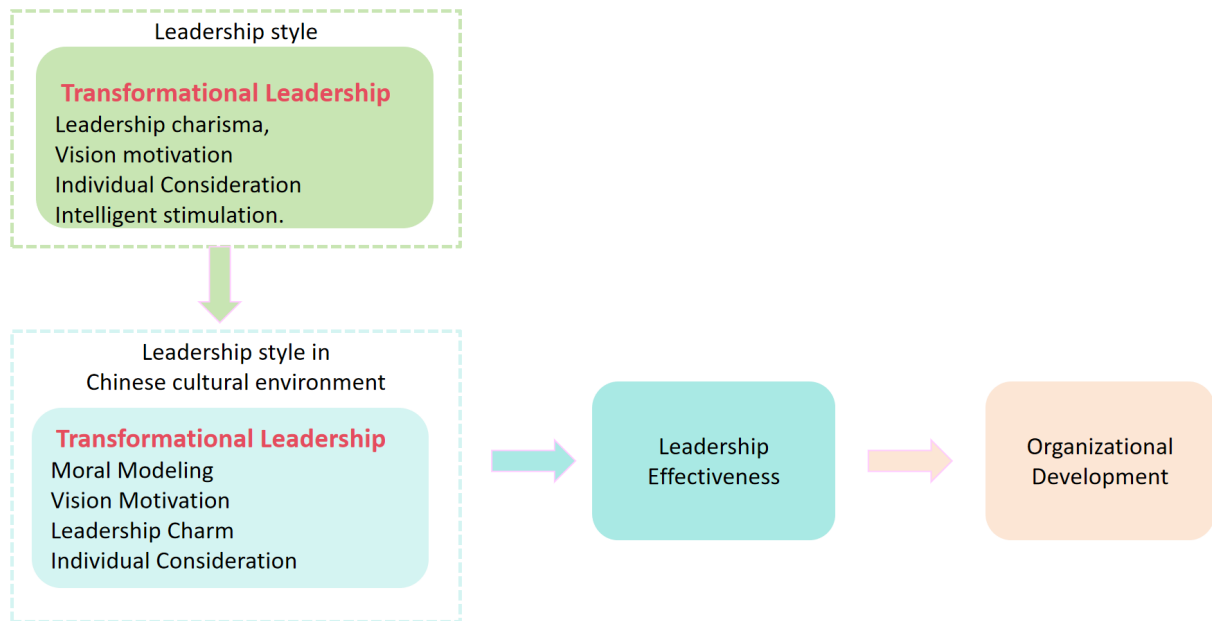 Leadership style
Transformational Leadership
Leadership charisma,
Vision motivation
Individual Consideration
Intelligent stimulation.
Leadership style in
Chinese cultural environment
Transformational Leadership
Moral Modeling
Vision Motivation
Leadership Charm
Individual Consideration
Leadership
Effectiveness
Organizational
Development